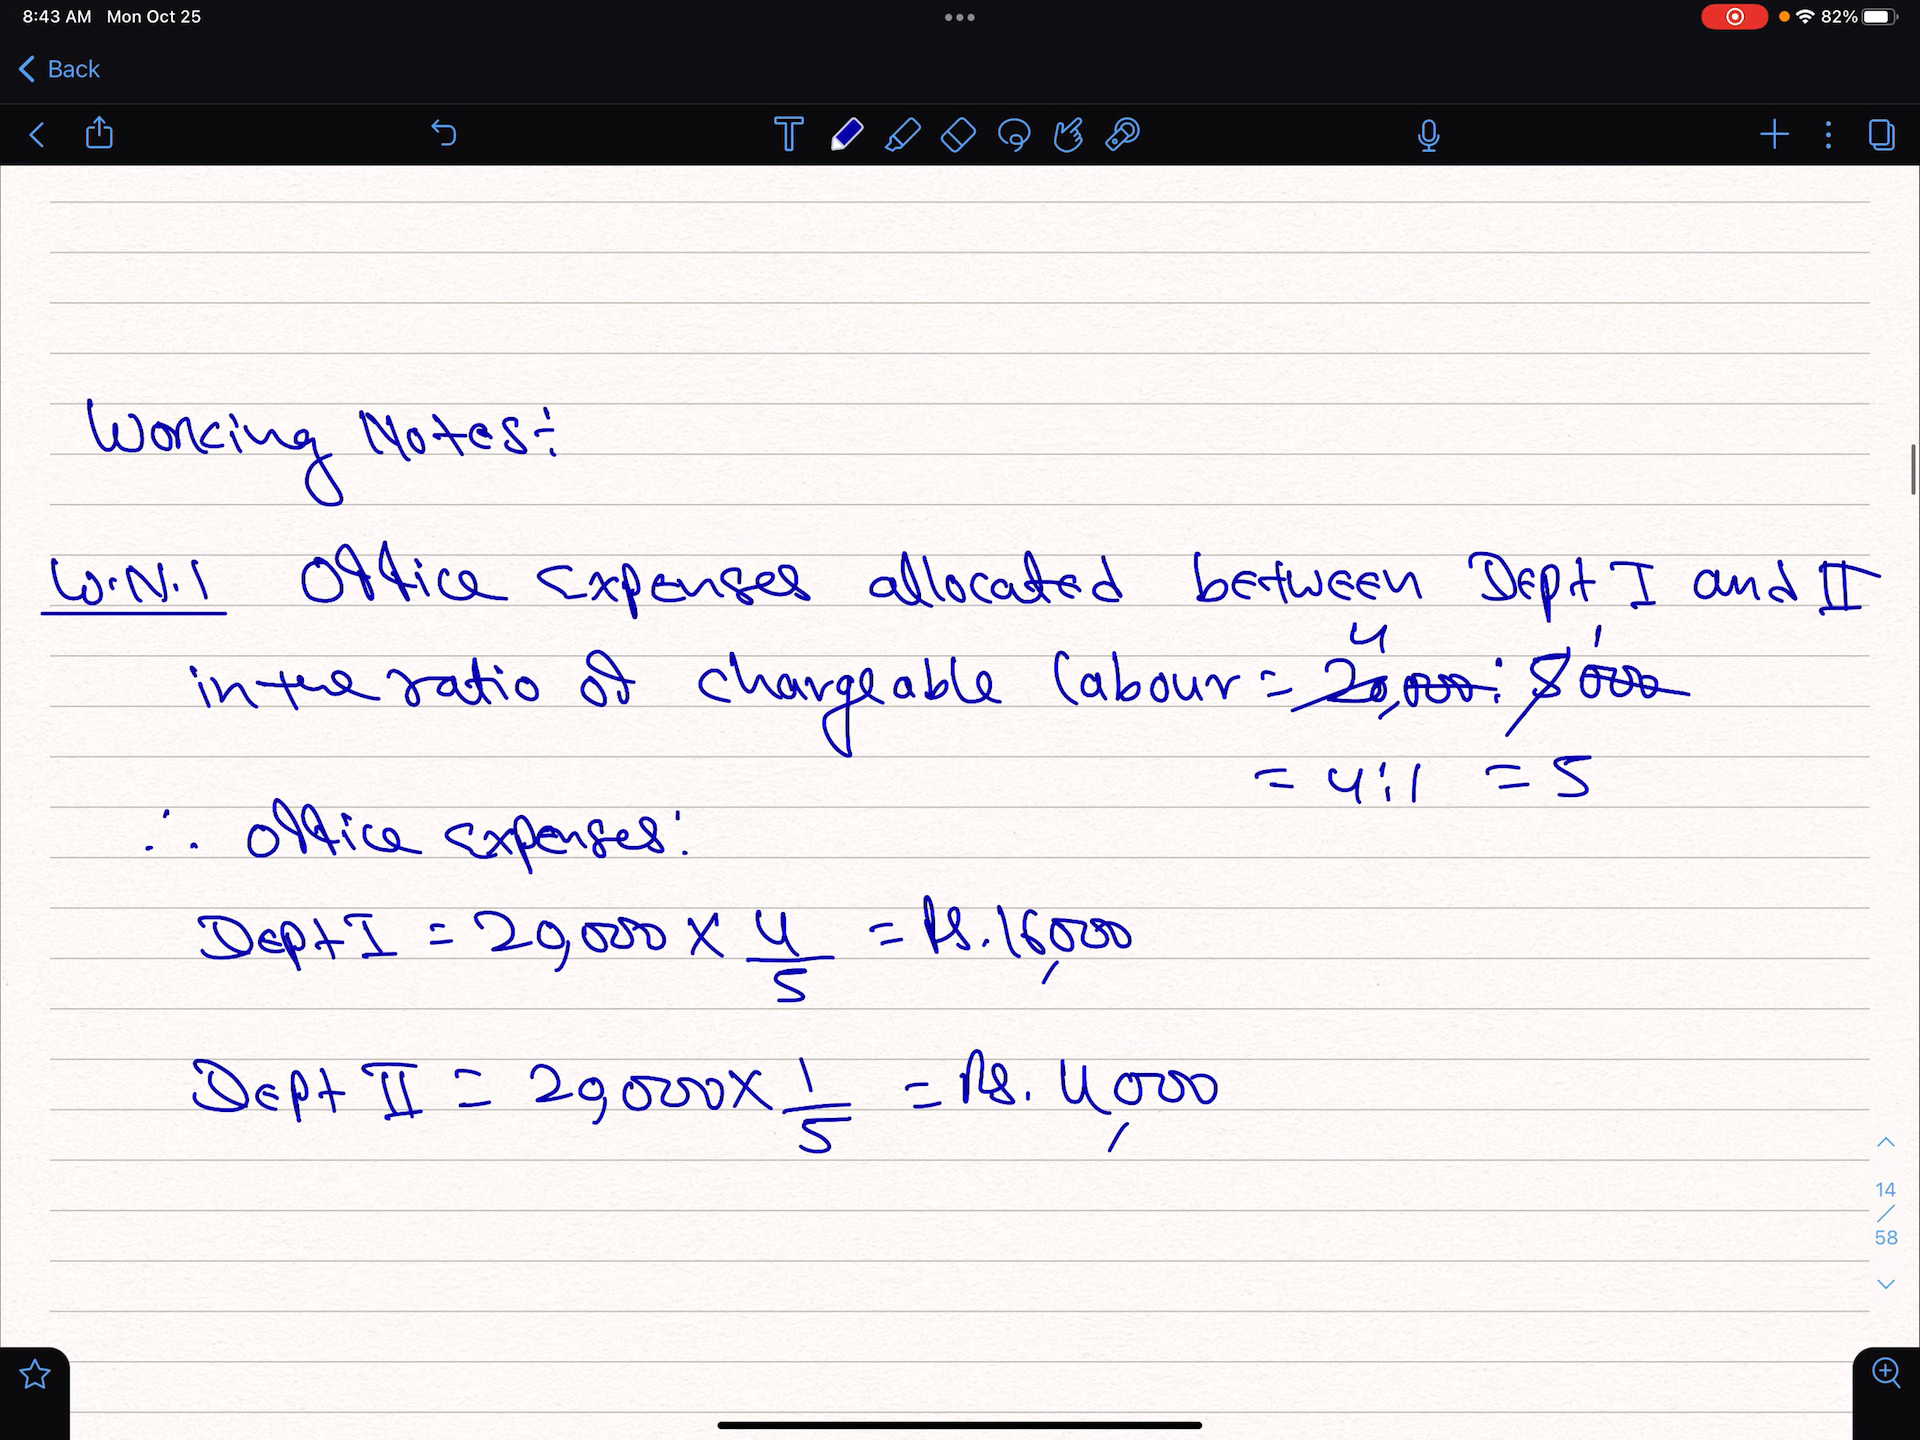 8:43 AM Mon Oct 25
82%
Back
Working Notes:
W.N.1 Office Expenses allocated between Dept I and II
4 1
in the ratio of chargeable labour = 20,000 : 5000
= 4:1 = 5
∴ Office expenses:
Dept I = 20,000 × 4/5 = Rs. 16,000
Dept II = 20,000 × 1/5 = Rs. 4,000
14
/
58